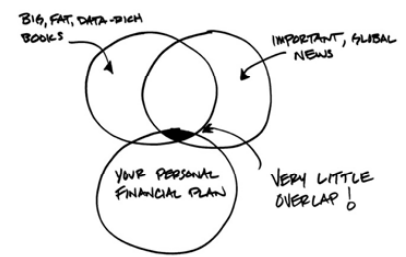 BIG, FAT, DATA-RICH
BOOKS
IMPORTANT, GLOBAL
NEWS
YOUR PERSONAL
FINANCIAL PLAN
VERY LITTLE
OVERLAP!